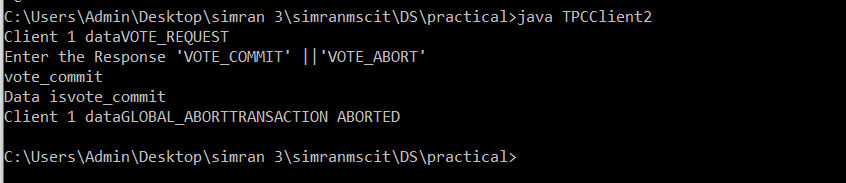 C:\Users\Admin\Desktop\simran 3\simranmscit\DS\practical>java TPCClient2
Client 1 dataVOTE_REQUEST
Enter the Response 'VOTE_COMMIT' ||'VOTE_ABORT'
vote_commit
Data isvote_commit
Client 1 dataGLOBAL_ABORTTRANSACTION ABORTED
C:\Users\Admin\Desktop\simran 3\simranmscit\DS\practical>